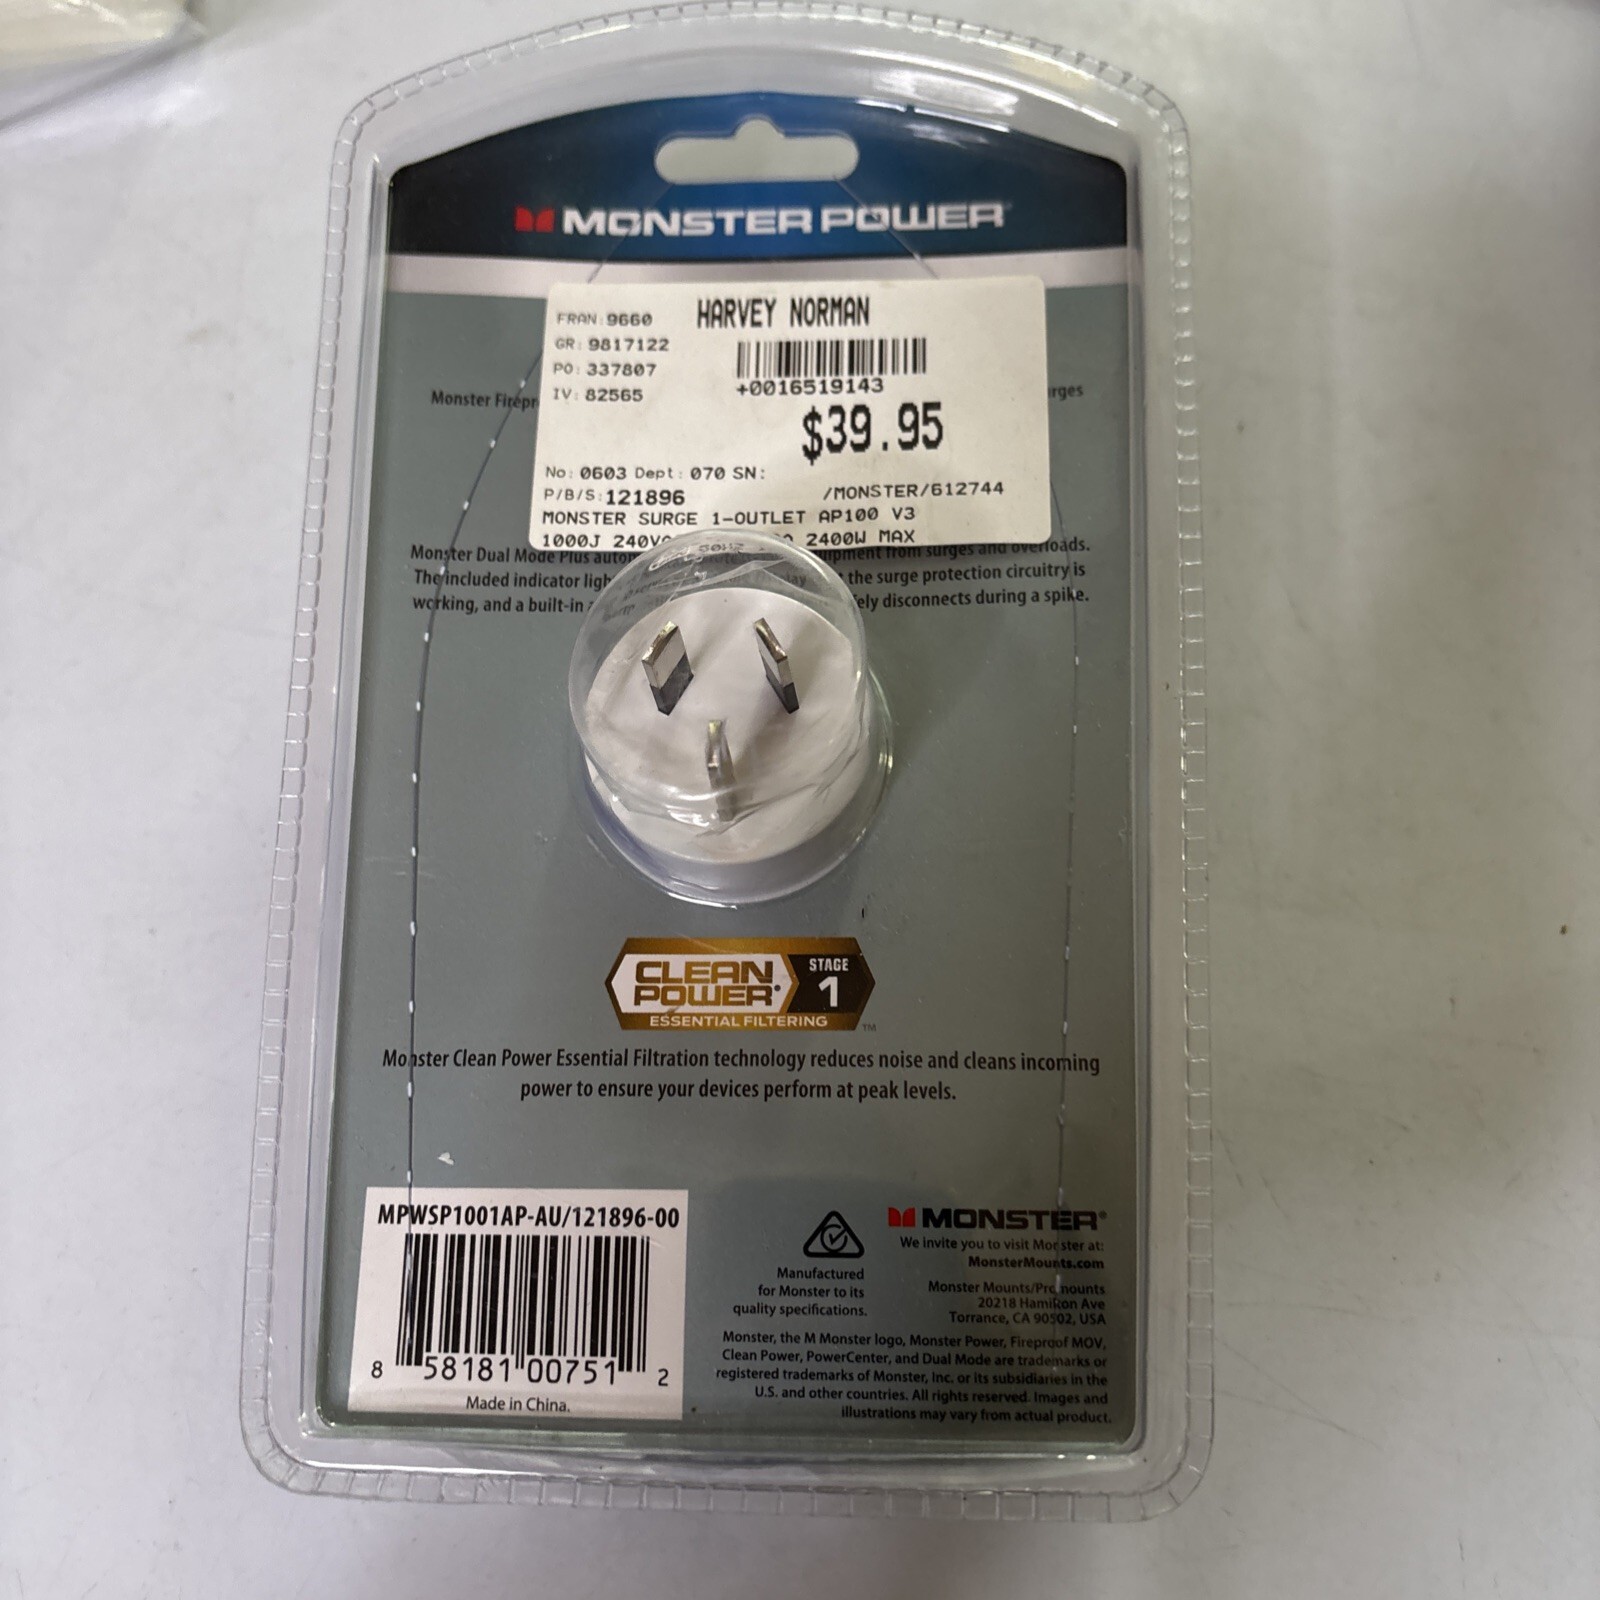 MONSTER POWER
FRAN: 9660
HARVEY NORMAN
GR: 9817122
PO: 337807
IV: 82565
+0016519143
$39.95
No: 0603 Dept: 070 SN:
P/B/S: 121896 /MONSTER/612744
MONSTER SURGE 1-OUTLET AP100 V3
1000J 2400W MAX
Monster
Monster Dual Mode Plus from surges and overloads.
The included indicator the surge protection circuitry is
working, and a built-in disconnects during a spike.
CLEAN
POWER
STAGE
1
ESSENTIAL FILTERING
TM
Monster Clean Power Essential Filtration technology reduces noise and cleans incoming
power to ensure your devices perform at peak levels.
MPWSP1001AP-AU/121896-00
8 58181 00751 2
Made in China.
Manufactured
for Monster to its
quality specifications.
MONSTER®
We invite you to visit Monster at:
MonsterMounts.com
Monster Mounts/Promounts
20218 Hamilton Ave
Torrance, CA 90502, USA
Monster, the M Monster logo, Monster Power, Fireproof MOV,
Clean Power, PowerCenter, and Dual Mode are trademarks or
registered trademarks of Monster, Inc. or its subsidiaries in the
U.S. and other countries. All rights reserved. Images and
illustrations may vary from actual product.